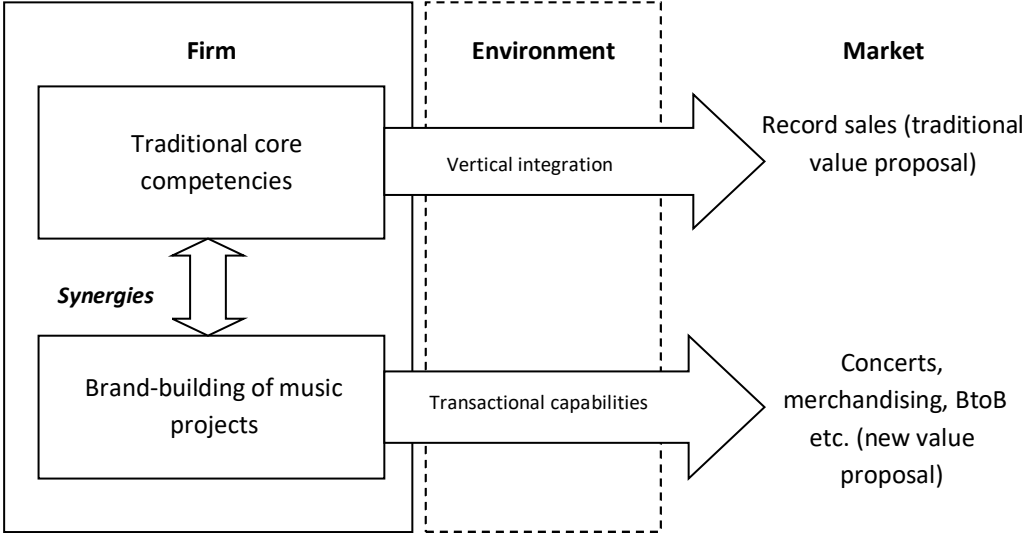 Firm
Environment
Market
Traditional core
competencies
Vertical integration
Record sales (traditional
value proposal)
Synergies
Brand-building of music
projects
Transactional capabilities
Concerts,
merchandising, BtoB
etc. (new value
proposal)